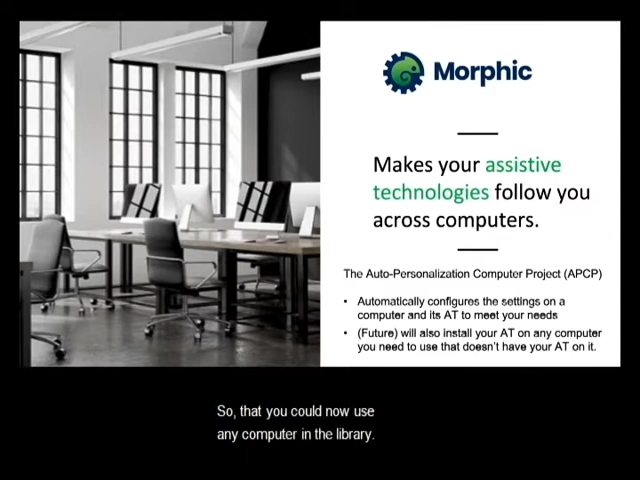 Morphic
Makes your assistive
technologies follow you
across computers.
The Auto-Personalization Computer Project (APCP)
• Automatically configures the settings on a
computer and its AT to meet your needs
• (Future) will also install your AT on any computer
you need to use that doesn't have your AT on it.
So, that you could now use
any computer in the library.